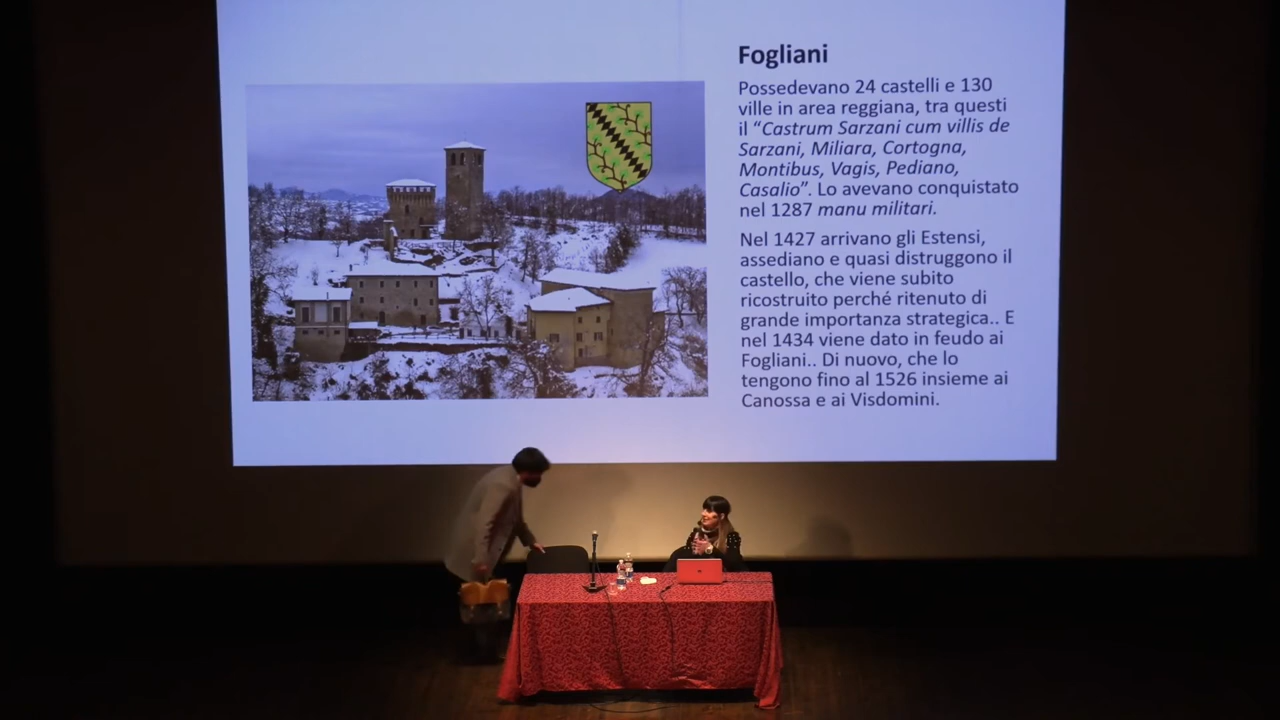 Fogliani
Possedevano 24 castelli e 130
ville in area reggiana, tra questi
il “Castrum Sarzani cum villis de
Sarzani, Miliara, Cortogna,
Montibus, Vagis, Pediano,
Casalio”. Lo avevano conquistato
nel 1287 manu militari.
Nel 1427 arrivano gli Estensi,
assediano e quasi distruggono il
castello, che viene subito
ricostruito perché ritenuto di
grande importanza strategica.. E
nel 1434 viene dato in feudo ai
Fogliani.. Di nuovo, che lo
tengono fino al 1526 insieme ai
Canossa e ai Visdomini.